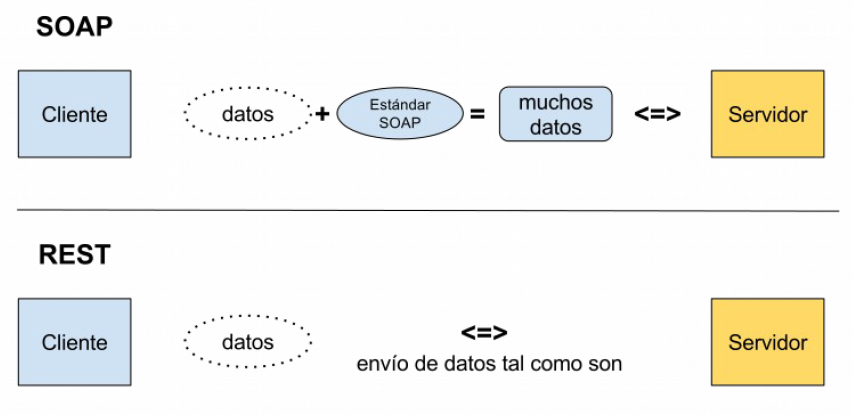 SOAP
Cliente
datos
+
Estándar
SOAP
=
muchos
datos
<=>
Servidor
REST
Cliente
datos
<=>
envío de datos tal como son
Servidor